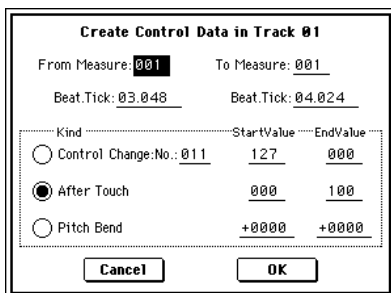 Create Control Data in Track 01
From Measure: 001 To Measure: 001
Beat.Tick: 03.048 Beat.Tick: 04.024
Kind StartValue EndValue
Control Change:No.: 011 127 000
After Touch 000 100
Pitch Bend +0000 +0000
Cancel OK